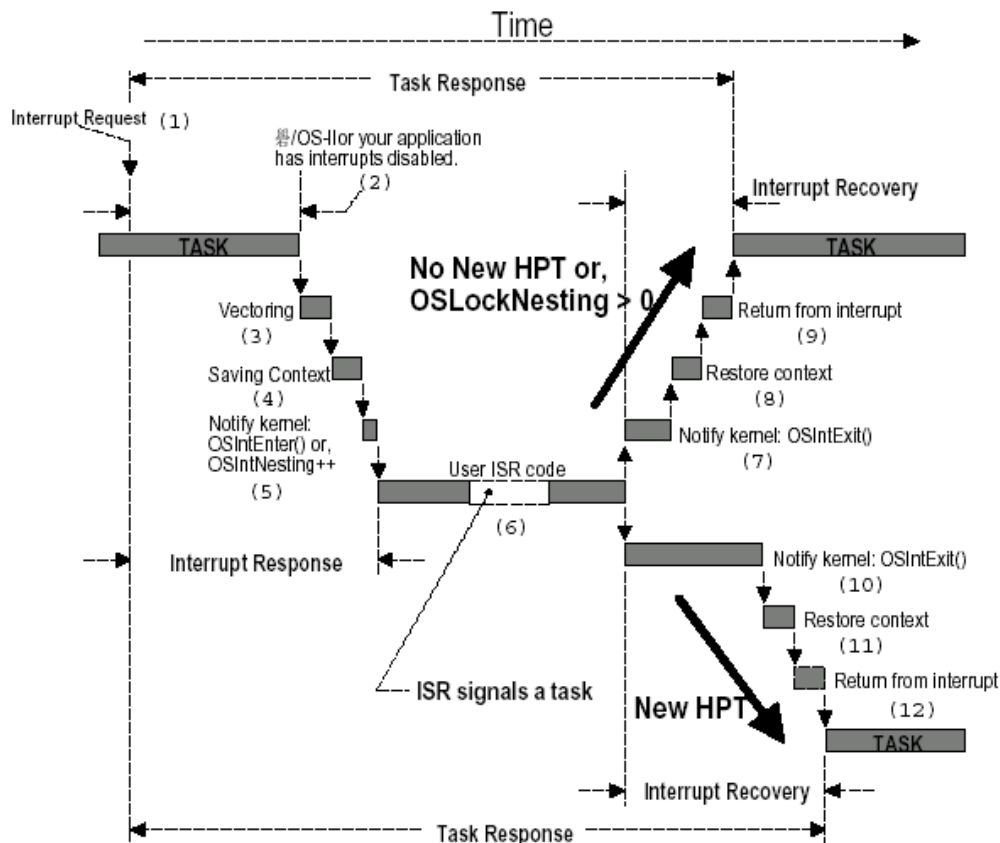 Time
Task Response
Interrupt Request (1)
/OS-IIor your application
has interrupts disabled.
(2)
Interrupt Recovery
TASK
TASK
No New HPT or,
OSLockNesting > 0
Vectoring
(3)
Return from interrupt
(9)
Saving Context
(4)
Restore context
(8)
Notify kernel:
OSIntEnter() or,
OSIntNesting++
(5)
Notify kernel: OSIntExit()
(7)
User ISR code
(6)
Interrupt Response
Notify kernel: OSIntExit()
(10)
Restore context
(11)
ISR signals a task
Return from interrupt
(12)
New HPT
TASK
Interrupt Recovery
Task Response